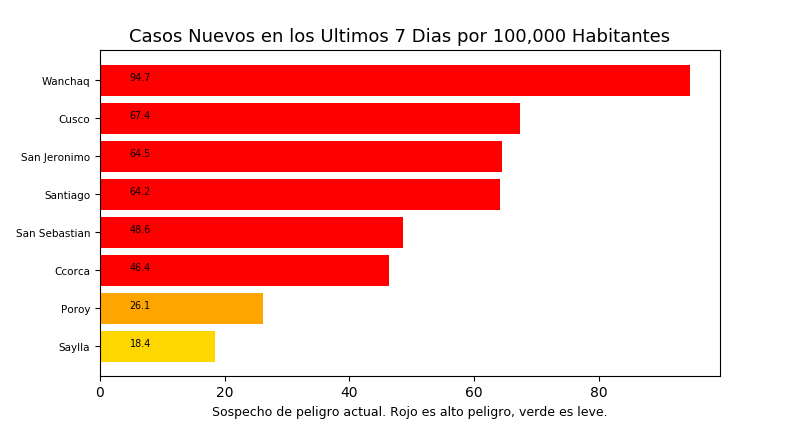 Casos Nuevos en los Ultimos 7 Dias por 100,000 Habitantes
Wanchaq 94.7
Cusco 67.4
San Jeronimo 64.5
Santiago 64.2
San Sebastian 48.6
Ccorca 46.4
Poroy 26.1
Saylla 18.4
0 20 40 60 80
Sospecho de peligro actual. Rojo es alto peligro, verde es leve.